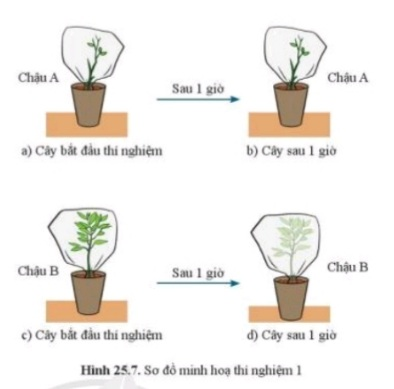 Chậu A
Sau 1 giờ
Chậu A
a) Cây bắt đầu thí nghiệm
b) Cây sau 1 giờ
Chậu B
Sau 1 giờ
Chậu B
c) Cây bắt đầu thí nghiệm
d) Cây sau 1 giờ
Hình 25.7. Sơ đồ minh hoạ thí nghiệm 1